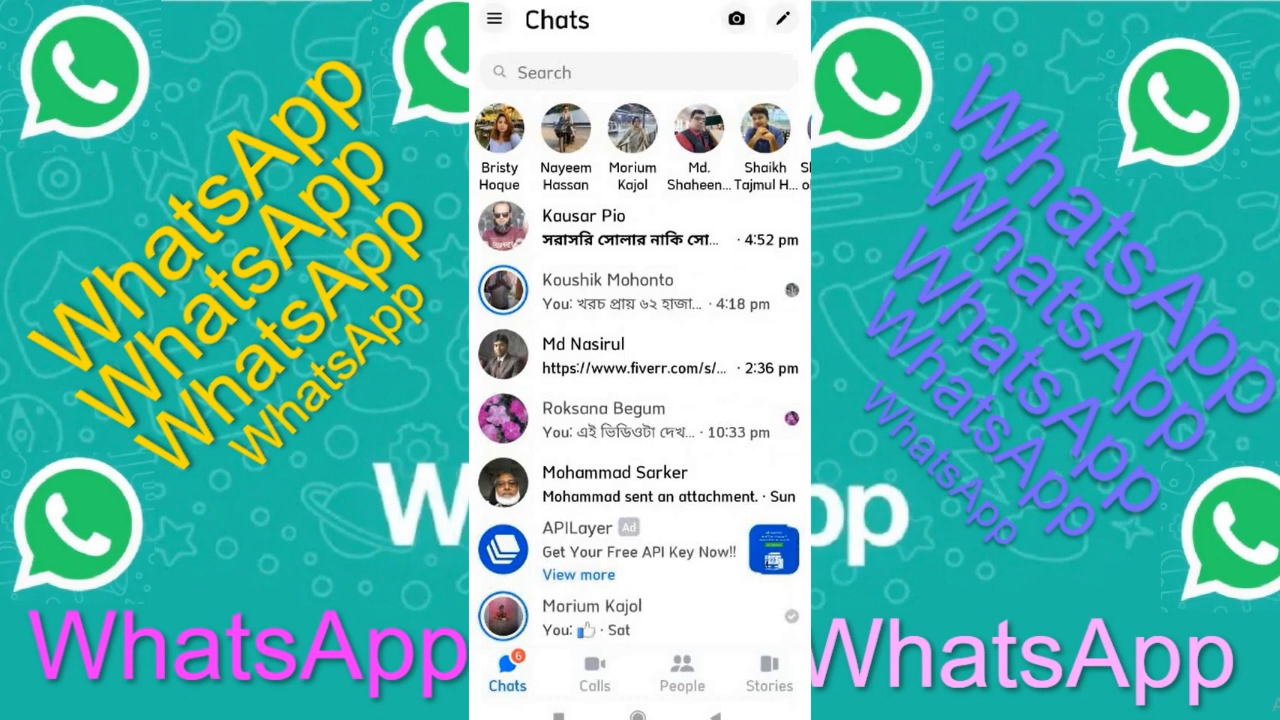 WhatsApp
WhatsApp
WhatsApp
WhatsApp
W
WhatsApp
Chats
Search
Bristy
Hoque
Nayeem
Hassan
Morium
Kajol
Md.
Shaheen...
Shaikh
Tajmul H...
Kausar Pio
সরাসরি সোলার নাকি সো... · 4:52 pm
Koushik Mohonto
You: খরচ প্রায় ৬২ হাজা... · 4:18 pm
Md Nasirul
https://www.fiverr.com/s/... · 2:36 pm
Roksana Begum
You: এই ভিডিওটা দেখ... · 10:33 pm
Mohammad Sarker
Mohammad sent an attachment. · Sun
APILayer Ad
Get Your Free API Key Now!!
View more
Morium Kajol
You: 👍 · Sat
6
Chats
Calls
People
Stories
WhatsApp
WhatsApp
WhatsApp
WhatsApp
WhatsApp
pp
WhatsApp